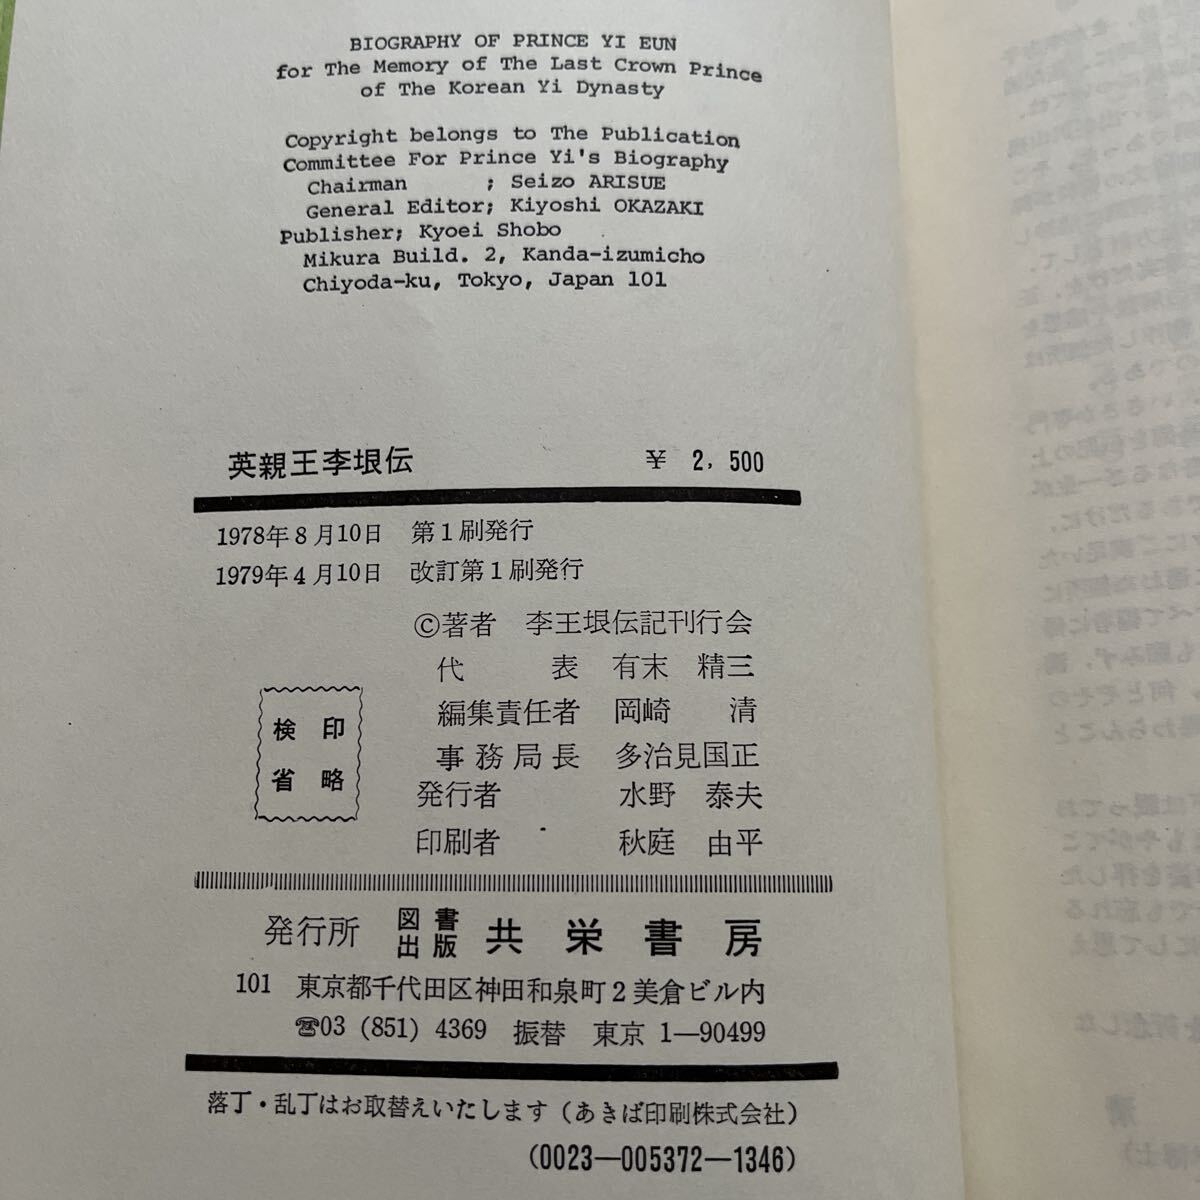 BIOGRAPHY OF PRINCE YI EUN
for The Memory of The Last Crown Prince
of The Korean Yi Dynasty
Copyright belongs to The Publication
Committee For Prince Yi's Biography
Chairman ; Seizo ARISUE
General Editor; Kiyoshi OKAZAKI
Publisher; Kyoei Shobo
Mikura Build. 2, Kanda-izumicho
Chiyoda-ku, Tokyo, Japan 101
英親王李垠伝 ¥ 2,500
1978年8月10日 第1刷発行
1979年4月10日 改訂第1刷発行
©著者 李王垠伝記刊行会
代表 有末 精三
編集責任者 岡崎 清
事務局長 多治見国正
発行者 水野 泰夫
印刷者 秋庭 由平
検印
省略
発行所 図書出版 共栄書房
101 東京都千代田区神田和泉町2美倉ビル内
☎03 (851) 4369 振替 東京 1—90499
落丁・乱丁はお取替えいたします (あきば印刷株式会社)
(0023—005372—1346)